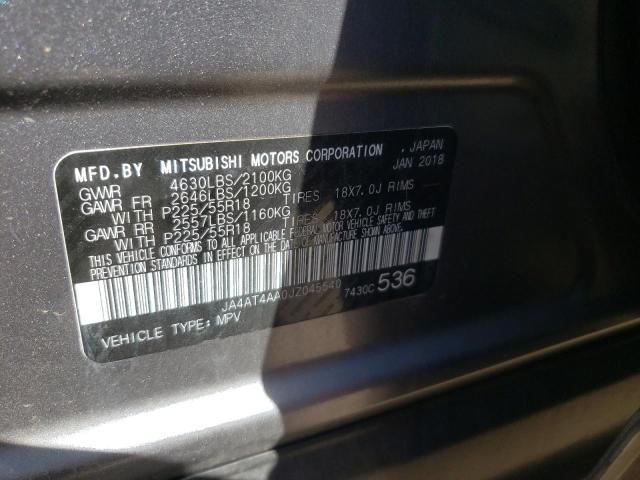 MFD.BY MITSUBISHI MOTORS CORPORATION , JAPAN
JAN 2018
GVWR 4630LBS/2100KG
GAWR FR 2646LBS/1200KG
WITH P225/55R18 TIRES 18X7.0J RIMS
GAWR RR 2557LBS/1160KG
WITH P225/55R18 TIRES 18X7.0J RIMS
THIS VEHICLE CONFORMS TO ALL APPLICABLE FEDERAL MOTOR VEHICLE SAFETY AND THEFT
PREVENTION STANDARDS IN EFFECT ON THE DATE OF MANUFACTURE SHOWN ABOVE.
JA4AT4AA0JZ045540 7430C 536
VEHICLE TYPE: MPV